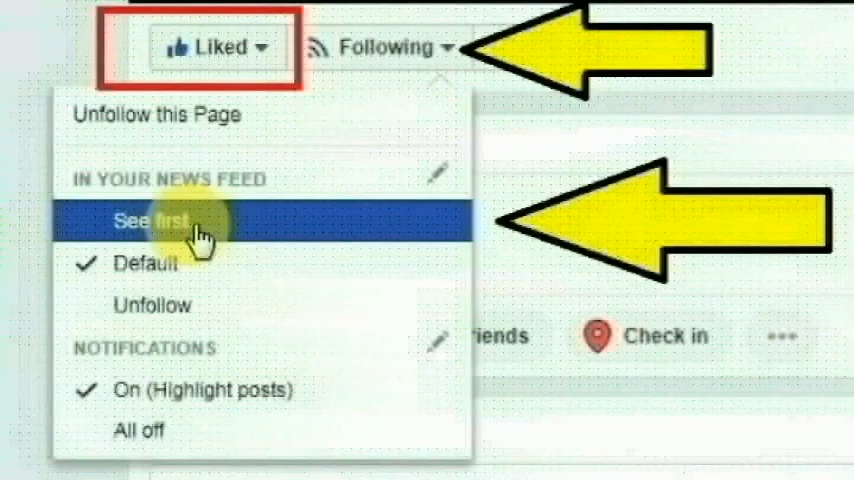 Liked Following
Unfollow this Page
IN YOUR NEWS FEED
See first
Default
Unfollow
NOTIFICATIONS
riends Check in
On (Highlight posts)
All off